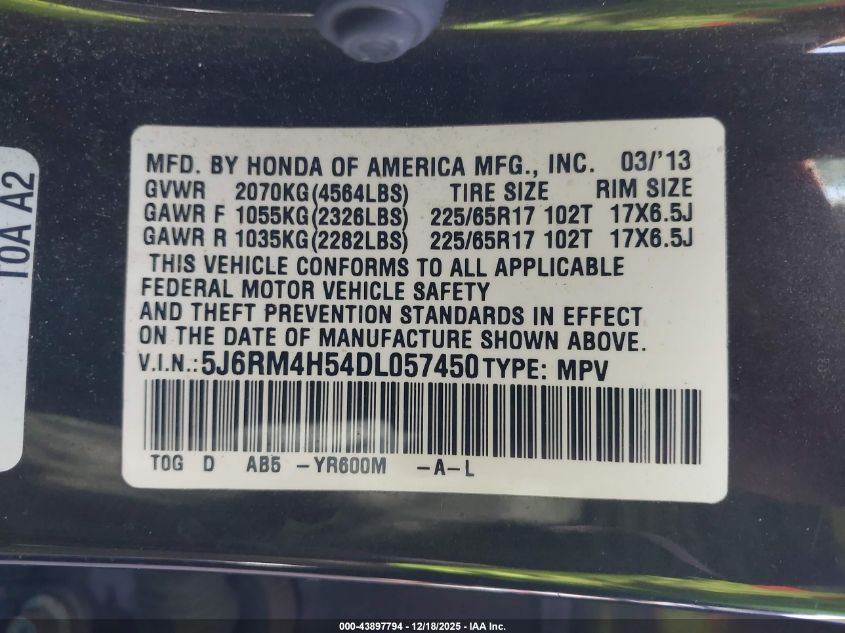 T0A A2
MFD. BY HONDA OF AMERICA MFG., INC. 03/'13
GVWR 2070KG(4564LBS) TIRE SIZE RIM SIZE
GAWR F 1055KG(2326LBS) 225/65R17 102T 17X6.5J
GAWR R 1035KG(2282LBS) 225/65R17 102T 17X6.5J
THIS VEHICLE CONFORMS TO ALL APPLICABLE
FEDERAL MOTOR VEHICLE SAFETY
AND THEFT PREVENTION STANDARDS IN EFFECT
ON THE DATE OF MANUFACTURE SHOWN ABOVE.
V.I.N.: 5J6RM4H54DL057450 TYPE: MPV
TOG D AB5 -YR600M -A-L
000-43897794 - 12/18/2025 - IAA Inc.